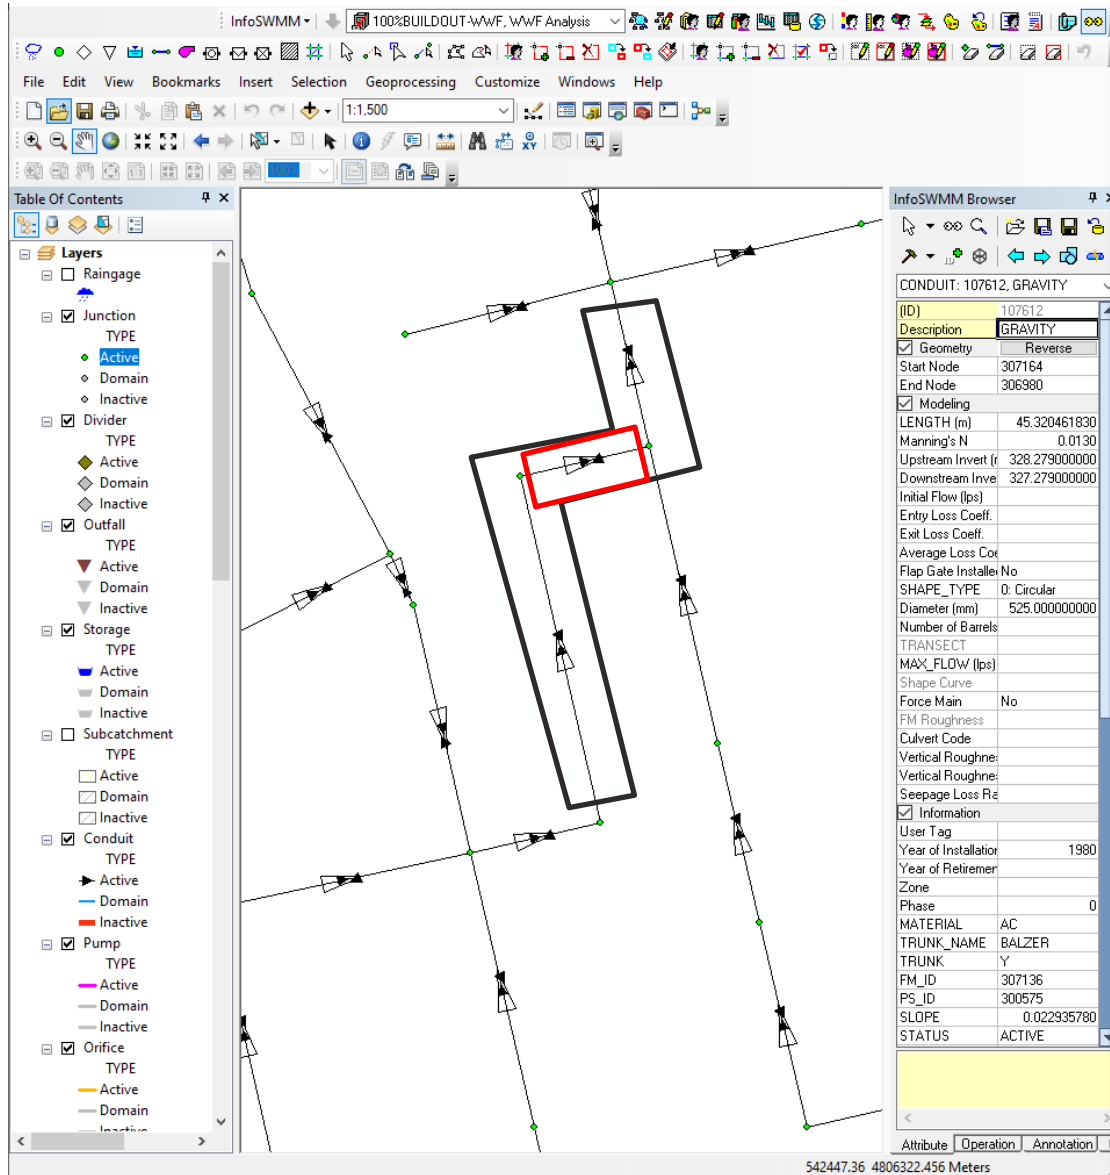 InfoSWMM
100%BUILDOUT-WWF, WWF Analysis
File Edit View Bookmarks Insert Selection Geoprocessing Customize Windows Help
1:1,500
100%
Table Of Contents
Layers
Raingage
Junction
TYPE
Active
Domain
Inactive
Divider
TYPE
Active
Domain
Inactive
Outfall
TYPE
Active
Domain
Inactive
Storage
TYPE
Active
Domain
Inactive
Subcatchment
TYPE
Active
Domain
Inactive
Conduit
TYPE
Active
Domain
Inactive
Pump
TYPE
Active
Domain
Inactive
Orifice
TYPE
Active
Domain
Inactive
InfoSWMM Browser
CONDUIT: 107612, GRAVITY
(ID) 107612
Description GRAVITY
Geometry Reverse
Start Node 307164
End Node 306980
Modeling
LENGTH (m) 45.320461830
Manning's N 0.0130
Upstream Invert (r 328.279000000
Downstream Inve 327.279000000
Initial Flow (lps)
Entry Loss Coeff.
Exit Loss Coeff.
Average Loss Coe
Flap Gate Installe No
SHAPE_TYPE 0: Circular
Diameter (mm) 525.000000000
Number of Barrels
TRANSECT
MAX_FLOW (lps)
Shape Curve
Force Main No
FM Roughness
Culvert Code
Vertical Roughne
Vertical Roughne
Seepage Loss Ra
Information
User Tag
Year of Installation 1980
Year of Retiremer
Zone
Phase 0
MATERIAL AC
TRUNK_NAME BALZER
TRUNK Y
FM_ID 307136
PS_ID 300575
SLOPE 0.022935780
STATUS ACTIVE
Attribute Operation Annotation
542447.36 4806322.456 Meters